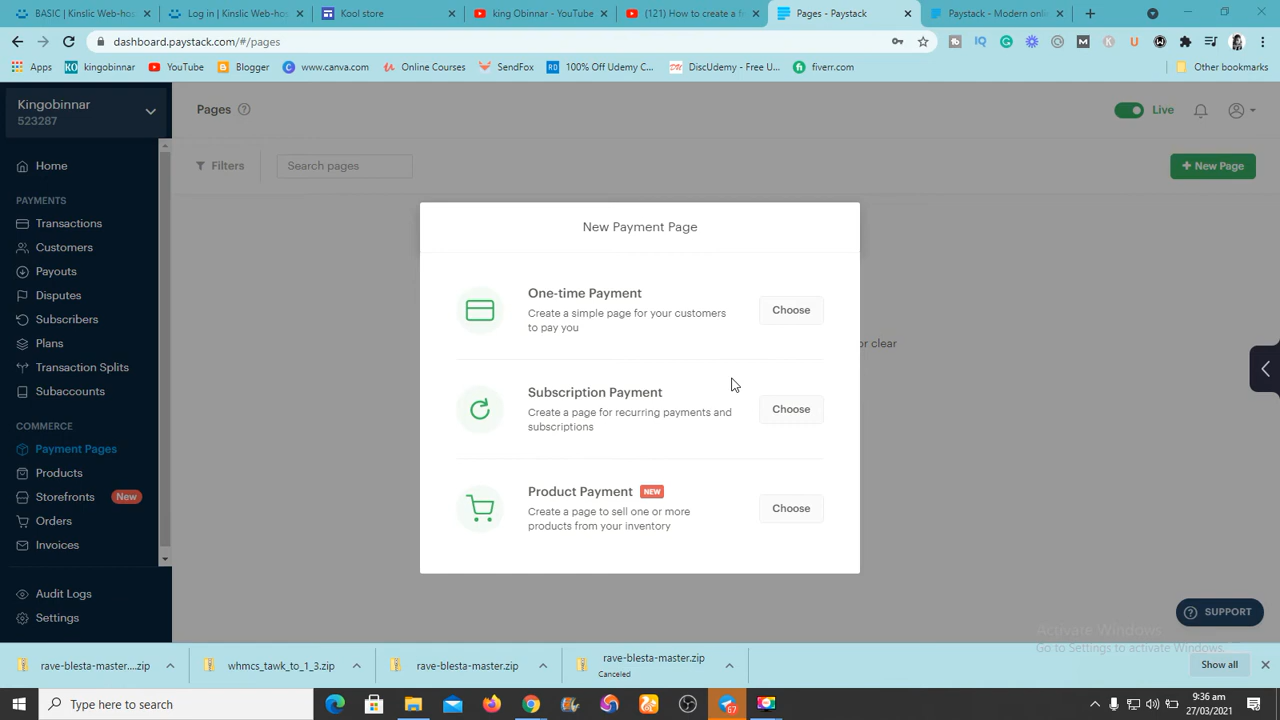 BASIC | Kinslic Web-hos
Log in | Kinslic Web-host
Kool store
king Obinnar - YouTube
(121) How to create a f
Pages - Paystack
Paystack - Modern onli
dashboard.paystack.com/#/pages
Apps
kingobinnar
YouTube
Blogger
www.canva.com
Online Courses
SendFox
100% Off Udemy C...
DiscUdemy - Free U...
fiverr.com
Other bookmarks
Kingobinnar
523287
Pages
Live
Home
Filters
Search pages
+ New Page
PAYMENTS
Transactions
Customers
Payouts
Disputes
Subscribers
Plans
Transaction Splits
Subaccounts
COMMERCE
Payment Pages
Products
Storefronts New
Orders
Invoices
Audit Logs
Settings
New Payment Page
One-time Payment
Create a simple page for your customers
to pay you
Choose
or clear
Subscription Payment
Create a page for recurring payments and
subscriptions
Choose
Product Payment NEW
Create a page to sell one or more
products from your inventory
Choose
SUPPORT
Activate Windows
Go to Settings to activate Windows.
rave-blesta-master....zip
whmcs_tawk_to_1_3.zip
rave-blesta-master.zip
rave-blesta-master.zip
Canceled
Show all
Type here to search
67
9:36 am
27/03/2021